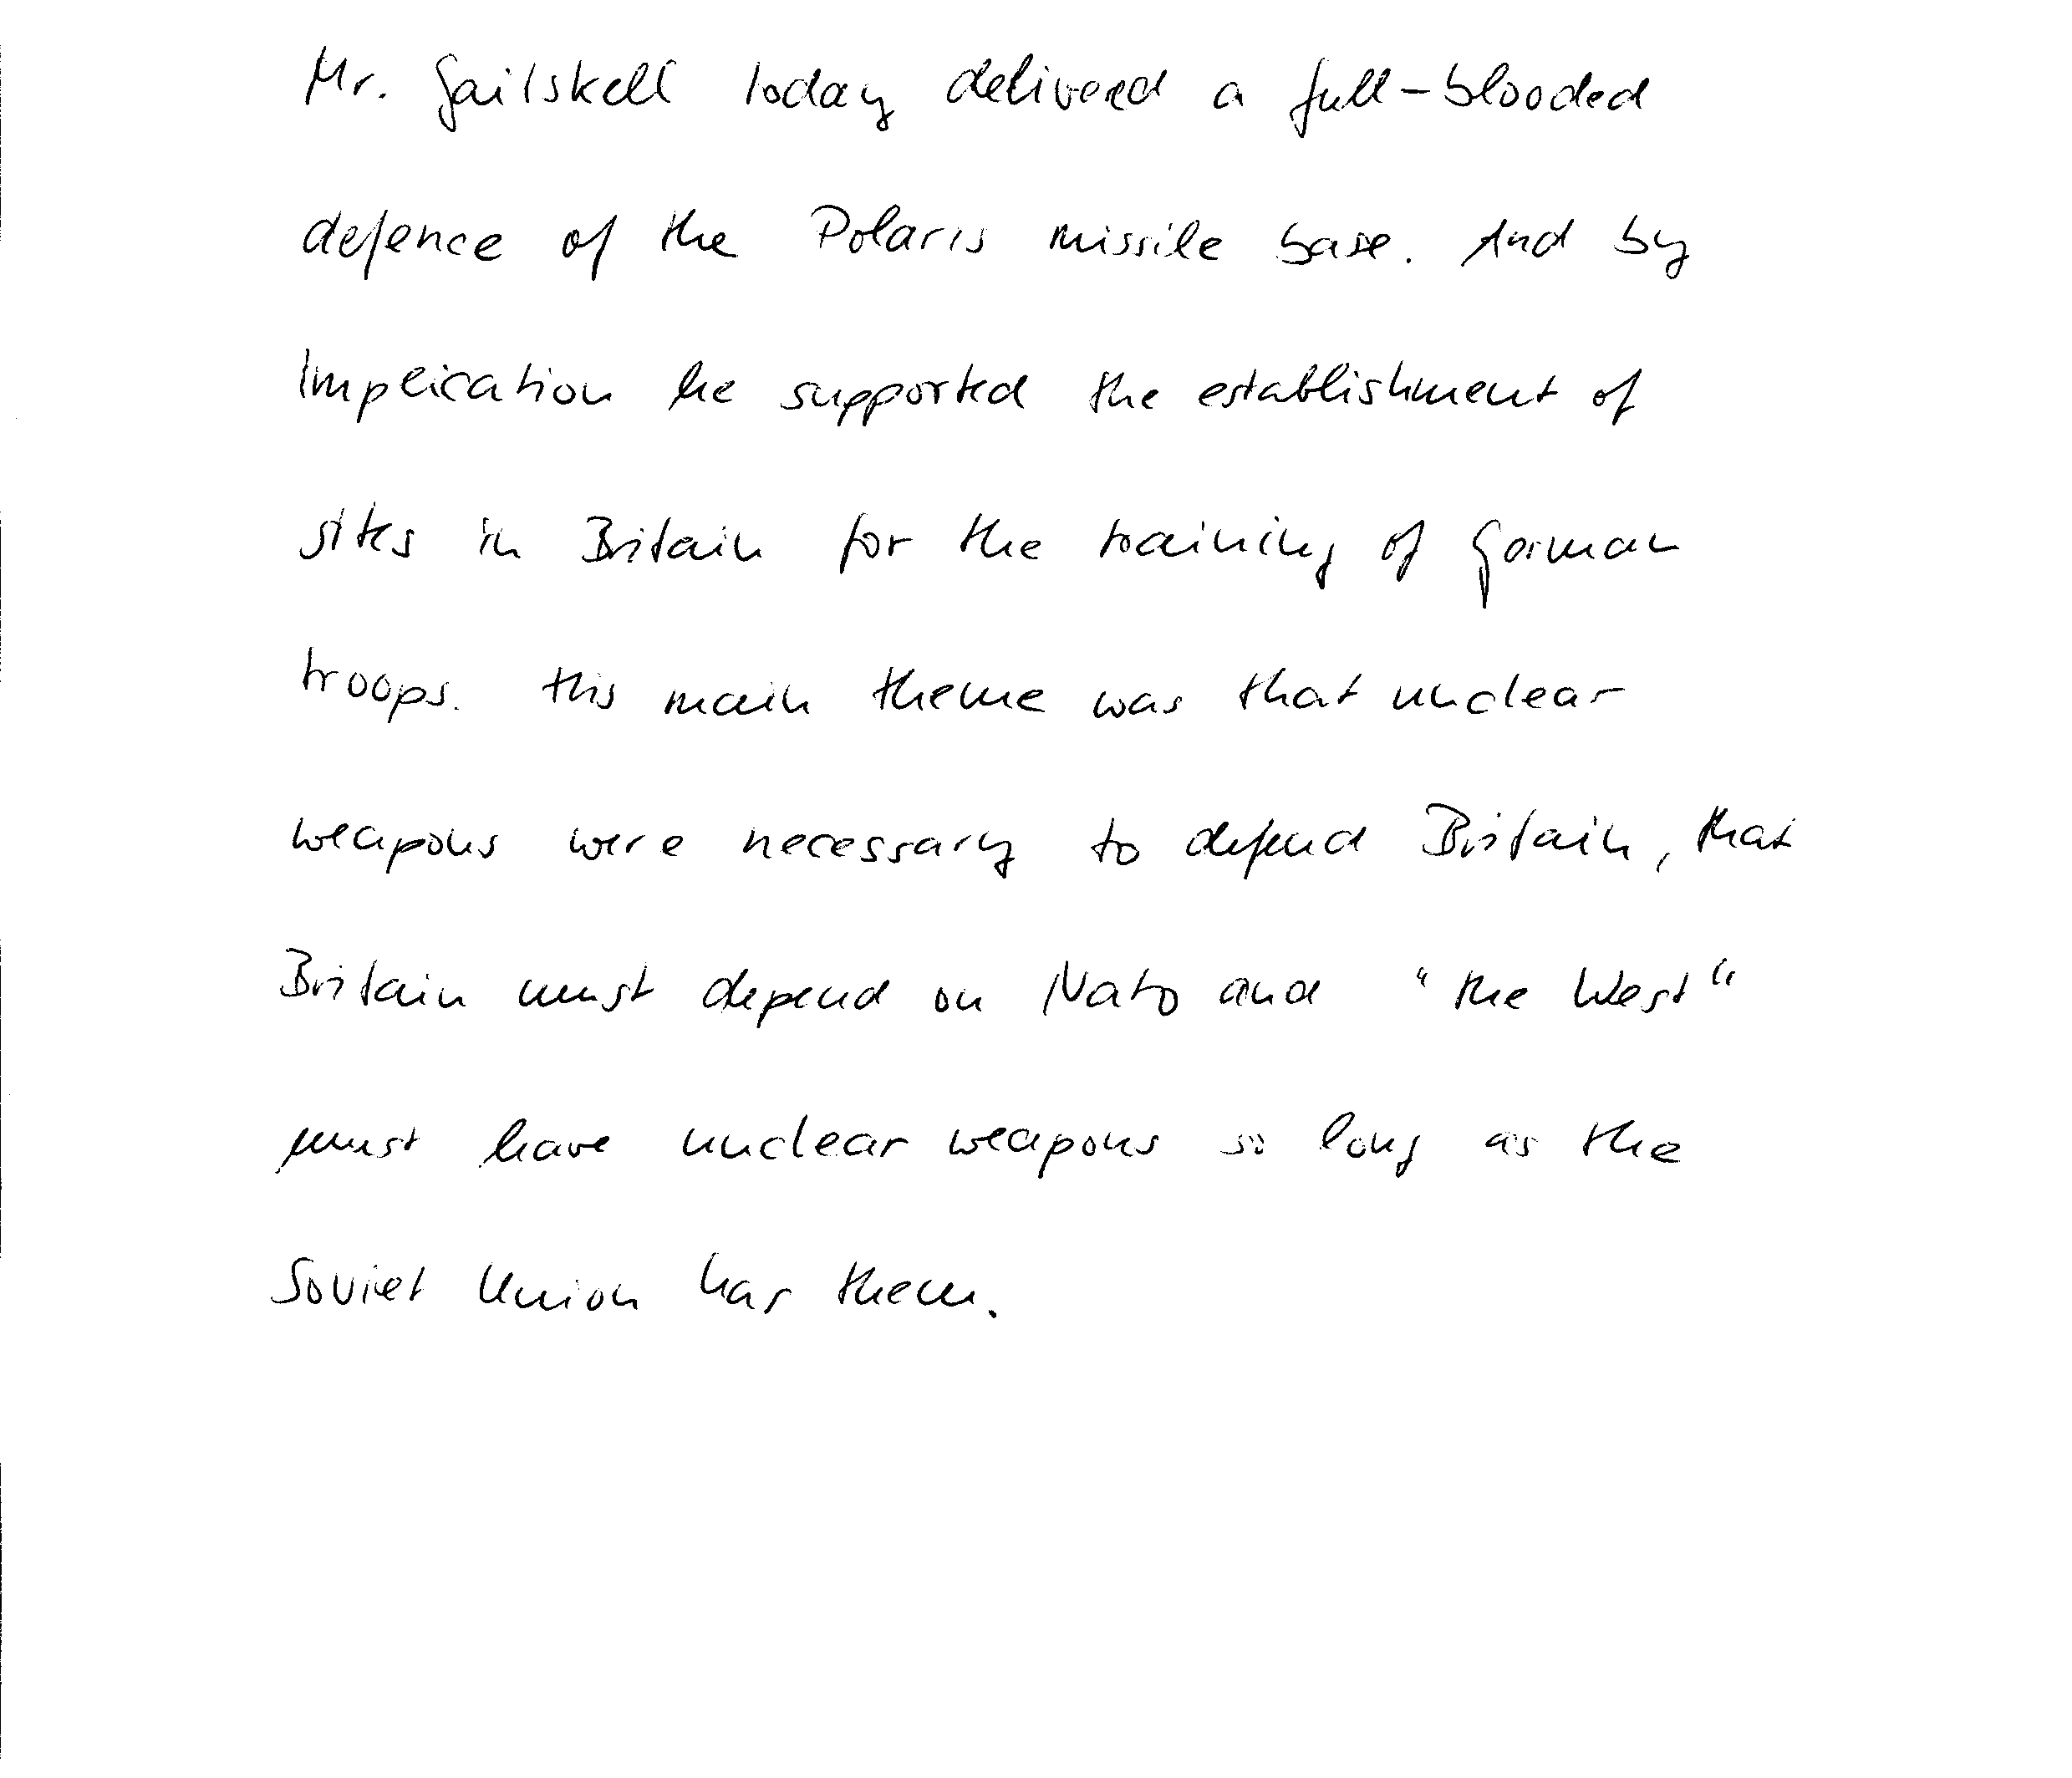 Mr. Gaitskell today delivered a full-blooded
defence of the Polaris missile base. And by
implication he supported the establishment of
sites in Britain for the training of German
troops. this main theme was that nuclear
weapons were necessary to defend Britain, that
Britain must depend on Nato and "the West"
must have nuclear weapons so long as the
Soviet Union has them.